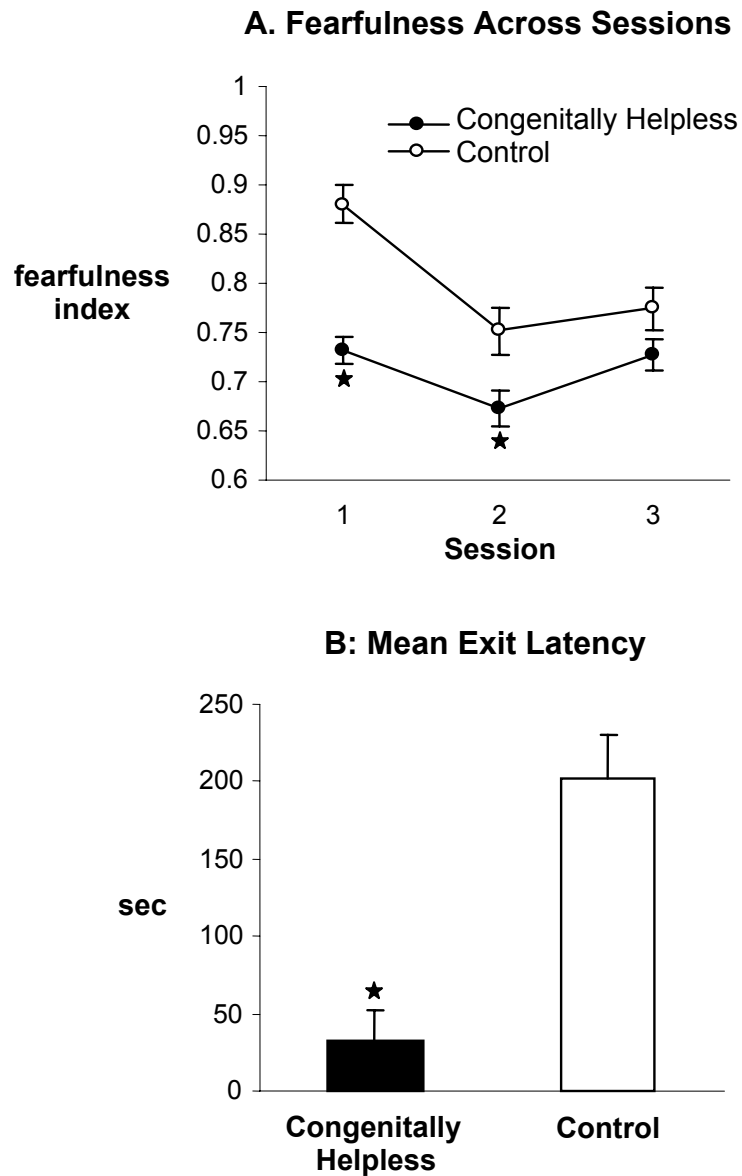 A. Fearfulness Across Sessions
1
0.95
0.9
0.85
0.8
0.75
0.7
0.65
0.6
fearfulness
index
Congenitally Helpless
Control
1 2 3
Session
B: Mean Exit Latency
250
200
150
100
50
0
sec
Congenitally
Helpless
Control